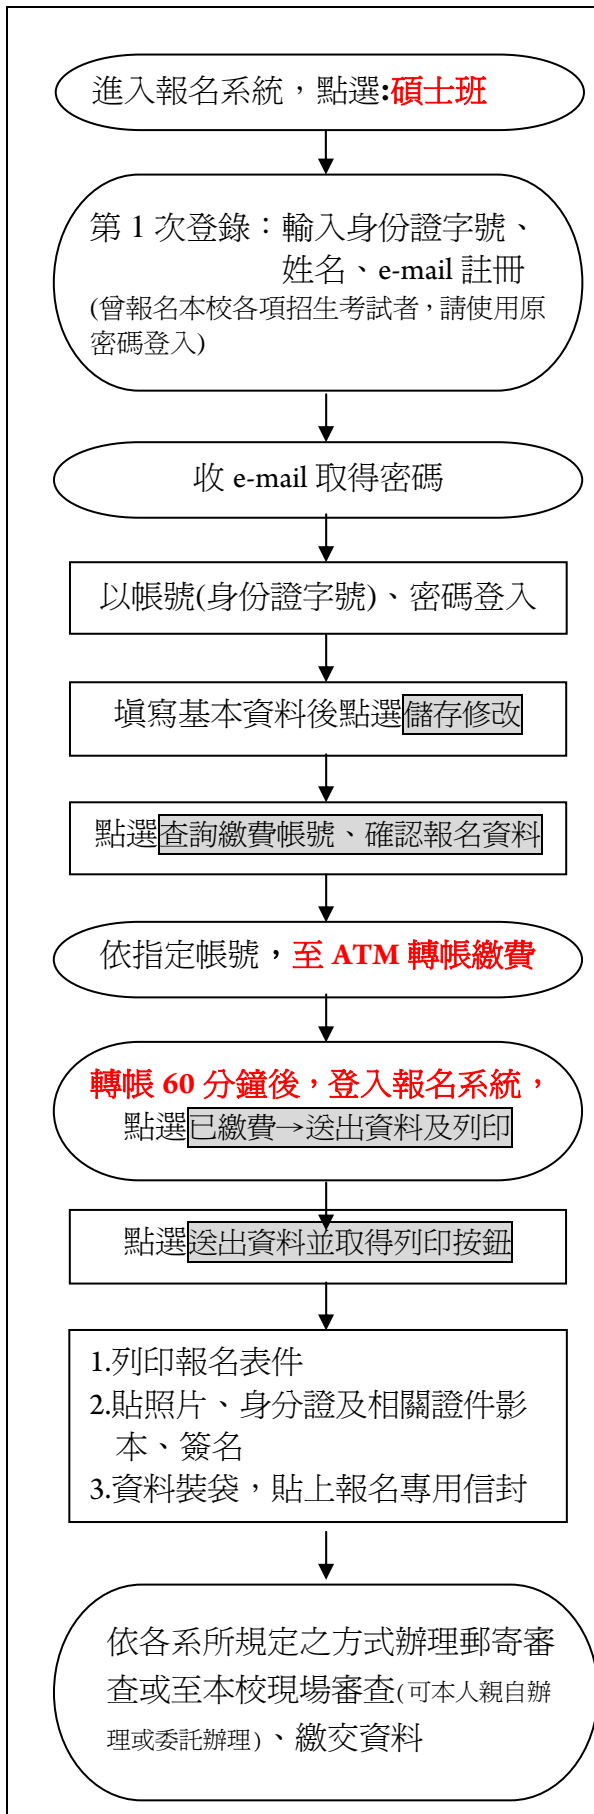 進入報名系統，點選:碩士班
第 1 次登錄：輸入身份證字號、
姓名、e-mail 註冊
(曾報名本校各項招生考試者，請使用原
密碼登入)
收 e-mail 取得密碼
以帳號(身份證字號)、密碼登入
填寫基本資料後點選儲存修改
點選查詢繳費帳號、確認報名資料
依指定帳號，至 ATM 轉帳繳費
轉帳 60 分鐘後，登入報名系統，
點選已繳費→送出資料及列印
點選送出資料並取得列印按鈕
1.列印報名表件
2.貼照片、身分證及相關證件影
本、簽名
3.資料裝袋，貼上報名專用信封
依各系所規定之方式辦理郵寄審
查或至本校現場審查(可本人親自辦
理或委託辦理)、繳交資料